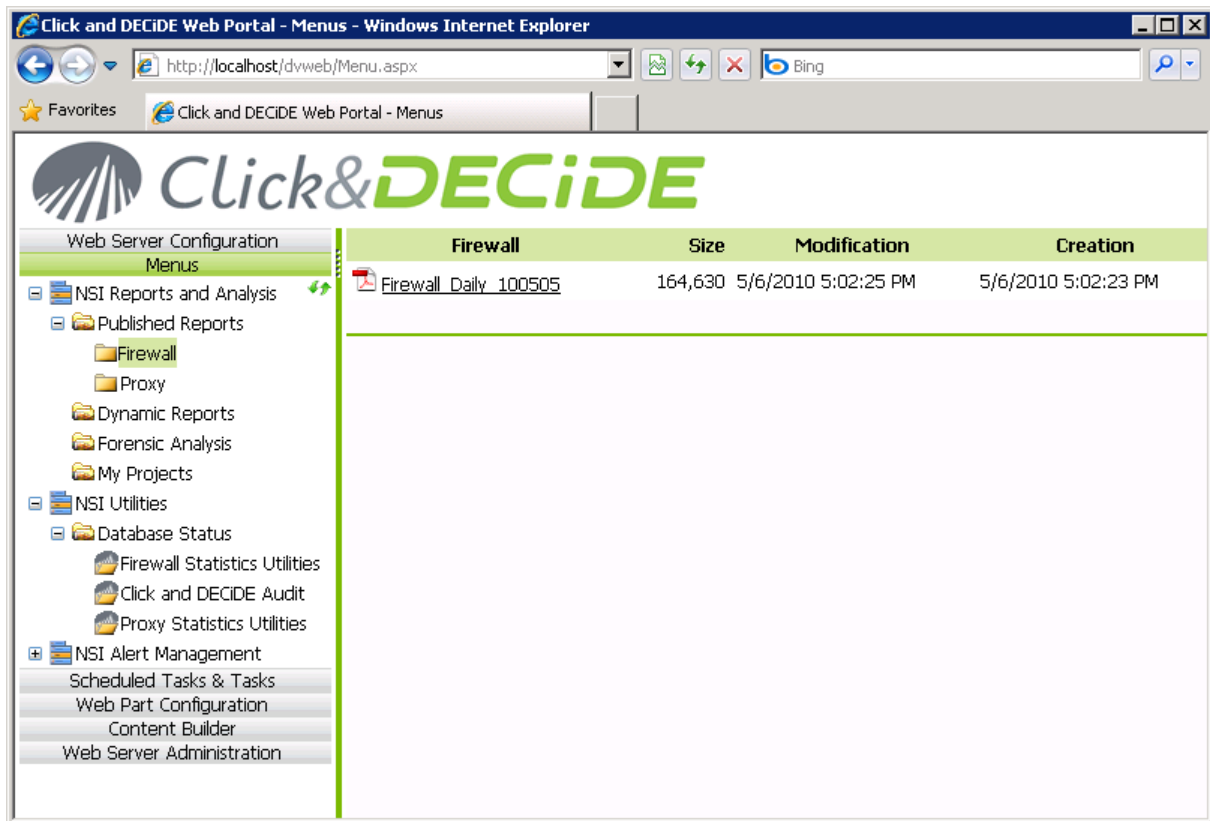 Click and DECiDE Web Portal - Menus - Windows Internet Explorer
http://localhost/dvweb/Menu.aspx
Bing
Favorites
Click and DECiDE Web Portal - Menus
Click&DECiDE
Web Server Configuration
Menus
NSI Reports and Analysis
Published Reports
Firewall
Proxy
Dynamic Reports
Forensic Analysis
My Projects
NSI Utilities
Database Status
Firewall Statistics Utilities
Click and DECiDE Audit
Proxy Statistics Utilities
NSI Alert Management
Scheduled Tasks & Tasks
Web Part Configuration
Content Builder
Web Server Administration
Firewall Size Modification Creation
Firewall_Daily_100505 164,630 5/6/2010 5:02:25 PM 5/6/2010 5:02:23 PM